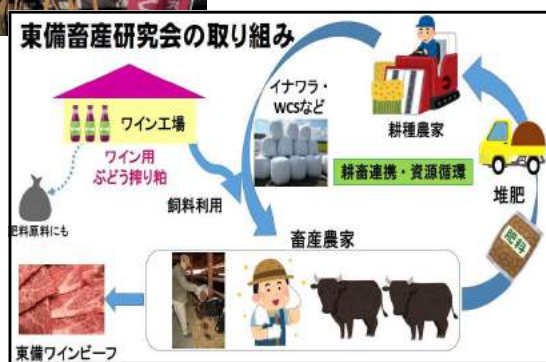 東備畜産研究会の取り組み
イナワラ・
WCSなど
ワイン工場
耕種農家
ワイン用
ぶどう搾り粕
耕畜連携・資源循環
堆肥
飼料利用
肥料原料にも
畜産農家
肥料
東備ワインビーフ